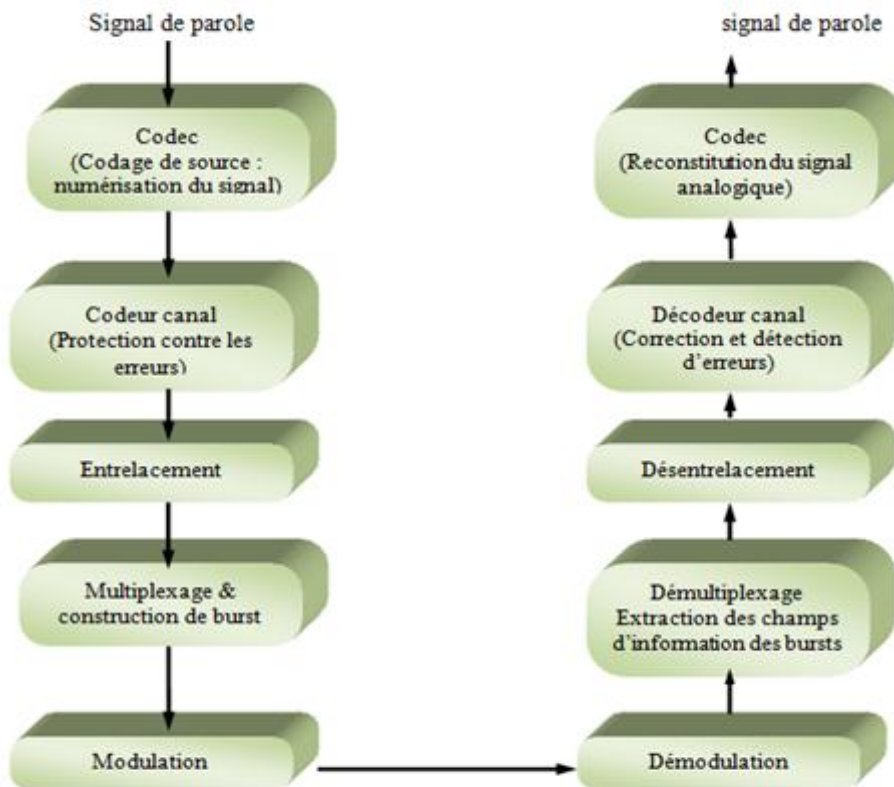 Signal de parole
Codec
(Codage de source :
numérisation du signal)
Codeur canal
(Protection contre les
erreurs)
Entrelacement
Multiplexage &
construction de burst
Modulation
signal de parole
Codec
(Reconstitution du signal
analogique)
Décodeur canal
(Correction et détection
d’erreurs)
Désentrelacement
Démultiplexage
Extraction des champs
d’information des bursts
Démodulation